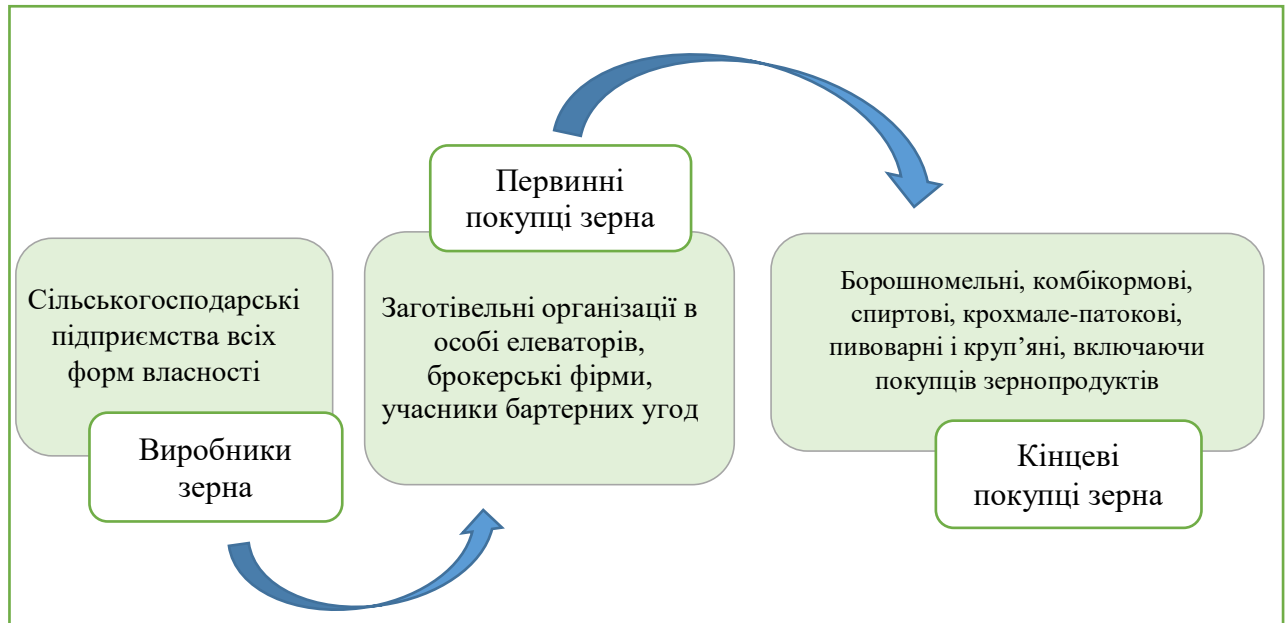 Сільськогосподарські
підприємства всіх
форм власності
Виробники
зерна
Первинні
покупці зерна
Заготівельні організації в
особі елеваторів,
брокерські фірми,
учасники бартерних угод
Борошномельні, комбікормові,
спиртові, крохмале-патокові,
пивоварні і круп’яні, включаючи
покупців зернопродуктів
Кінцеві
покупці зерна